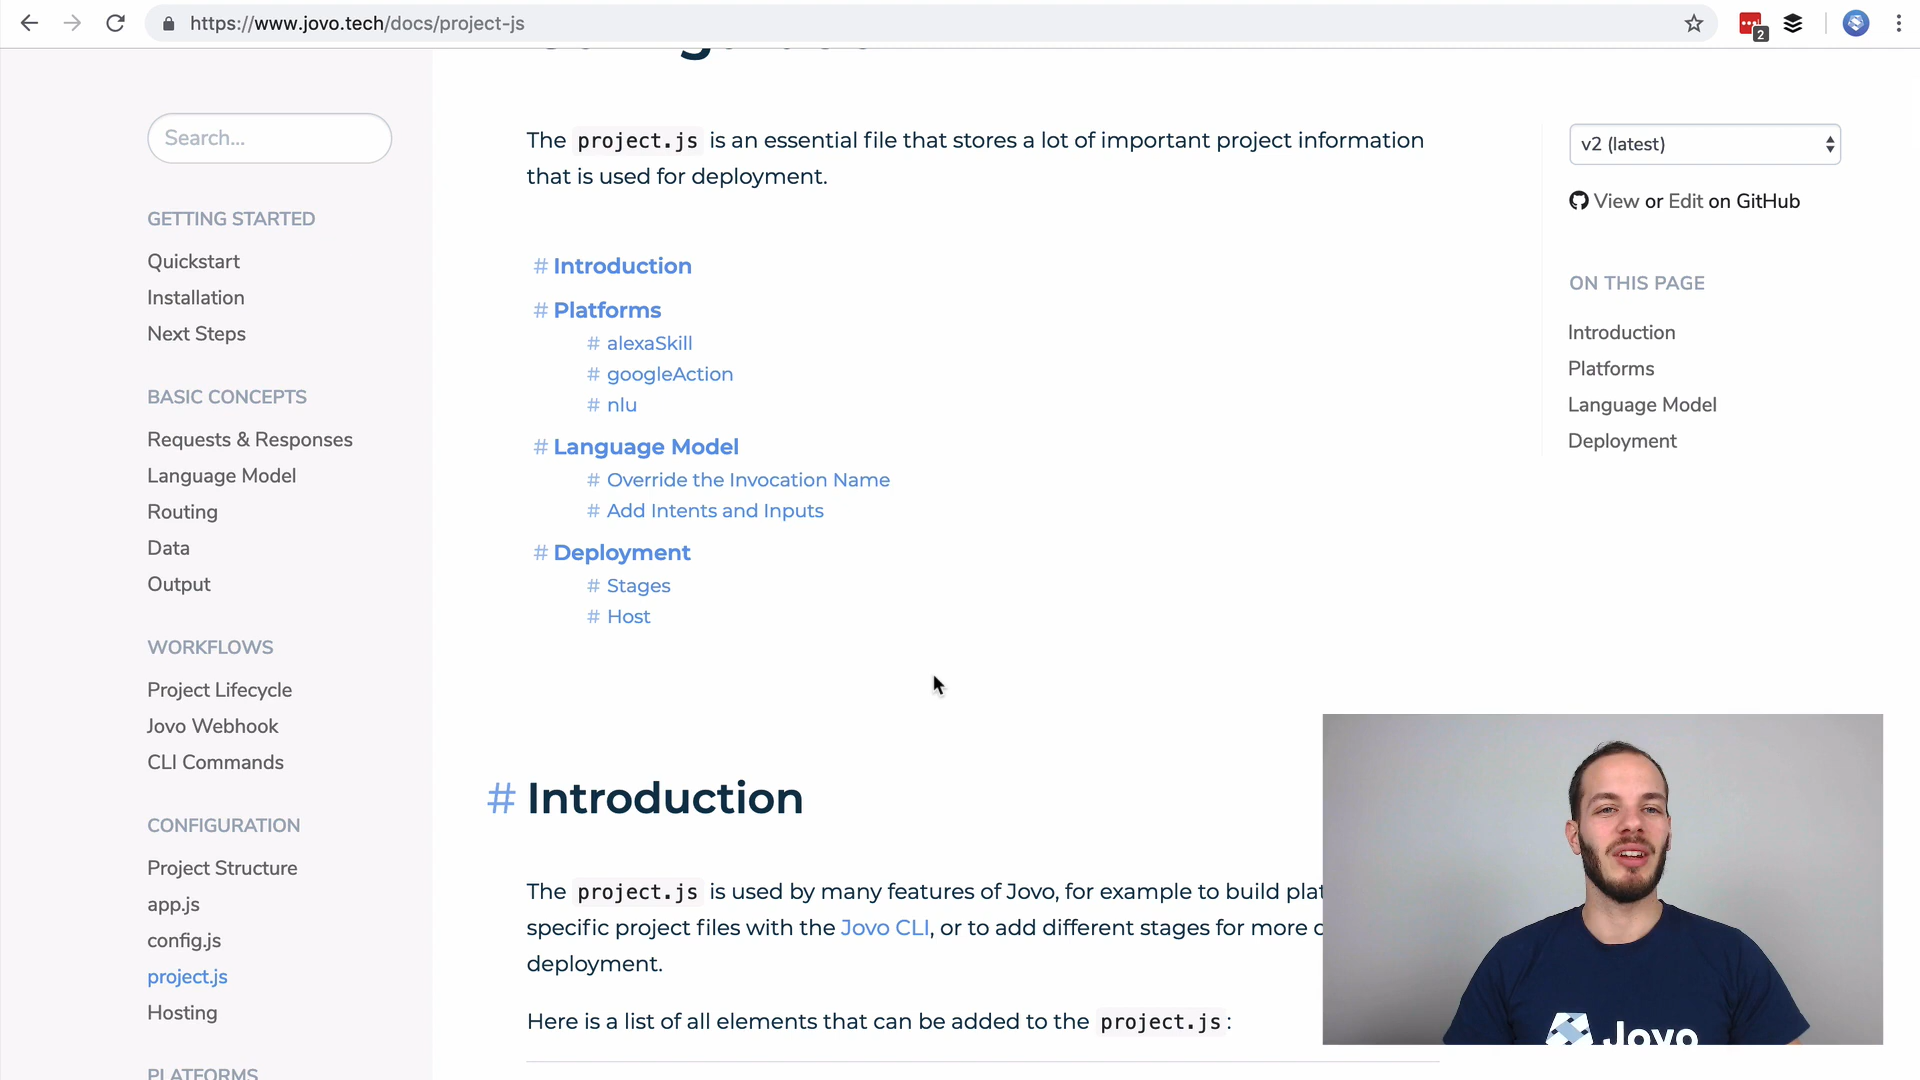 https://www.jovo.tech/docs/project-js
2
Search...
GETTING STARTED
Quickstart
Installation
Next Steps
BASIC CONCEPTS
Requests & Responses
Language Model
Routing
Data
Output
WORKFLOWS
Project Lifecycle
Jovo Webhook
CLI Commands
CONFIGURATION
Project Structure
app.js
config.js
project.js
Hosting
PLATFORMS
The project.js is an essential file that stores a lot of important project information
that is used for deployment.
# Introduction
# Platforms
# alexaSkill
# googleAction
# nlu
# Language Model
# Override the Invocation Name
# Add Intents and Inputs
# Deployment
# Stages
# Host
# Introduction
The project.js is used by many features of Jovo, for example to build plat
specific project files with the Jovo CLI, or to add different stages for more
deployment.
Here is a list of all elements that can be added to the project.js:
v2 (latest)
View or Edit on GitHub
ON THIS PAGE
Introduction
Platforms
Language Model
Deployment
Jovo